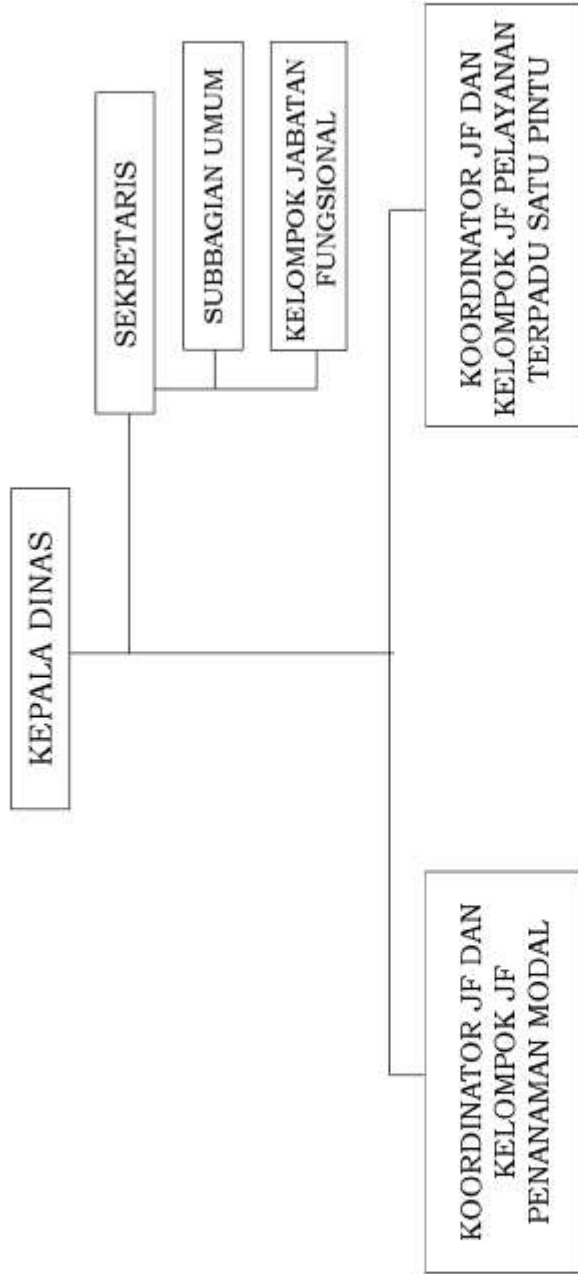 KEPALA DINAS
SEKRETARIS
SUBBAGIAN UMUM
KELOMPOK JABATAN
FUNGSIONAL
KOORDINATOR JF DAN
KELOMPOK JF
PENANAMAN MODAL
KOORDINATOR JF DAN
KELOMPOK JF PELAYANAN
TERPADU SATU PINTU